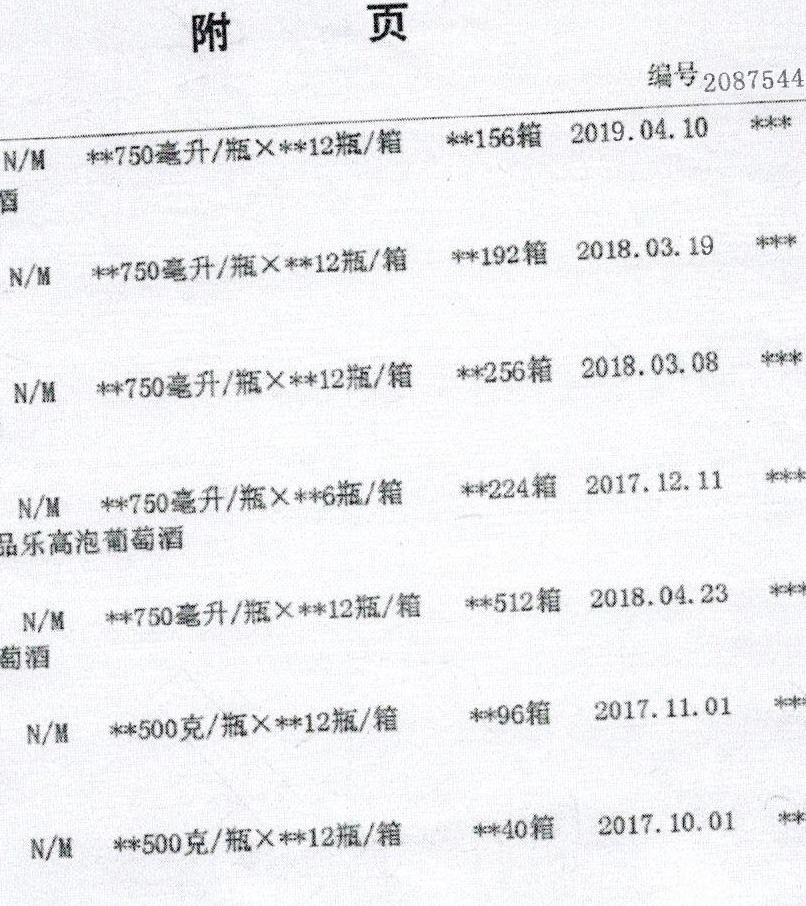 附 页
编号2087544
N/M **750毫升/瓶×**12瓶/箱 **156箱 2019.04.10 ***
酒
N/M **750毫升/瓶×**12瓶/箱 **192箱 2018.03.19 ***
N/M **750毫升/瓶×**12瓶/箱 **256箱 2018.03.08 ***
N/M **750毫升/瓶×**6瓶/箱 **224箱 2017.12.11 ***
品乐高泡葡萄酒
N/M **750毫升/瓶×**12瓶/箱 **512箱 2018.04.23 ***
萄酒
N/M **500克/瓶×**12瓶/箱 **96箱 2017.11.01 ***
N/M **500克/瓶×**12瓶/箱 **40箱 2017.10.01 **